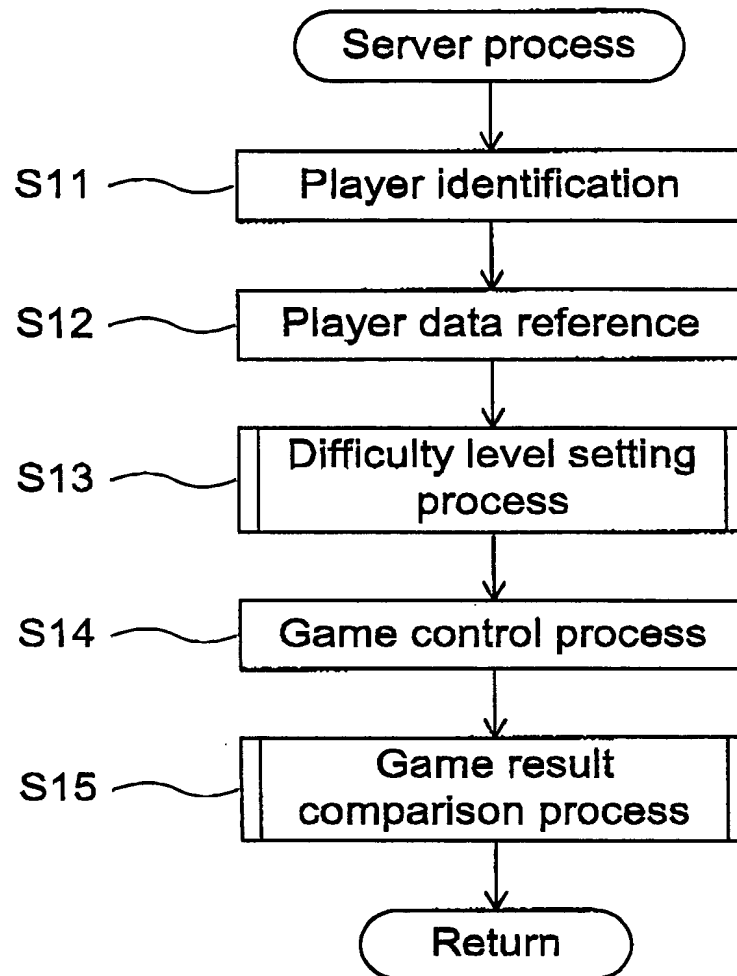 Server process
S11 Player identification
S12 Player data reference
S13 Difficulty level setting
process
S14 Game control process
S15 Game result
comparison process
Return